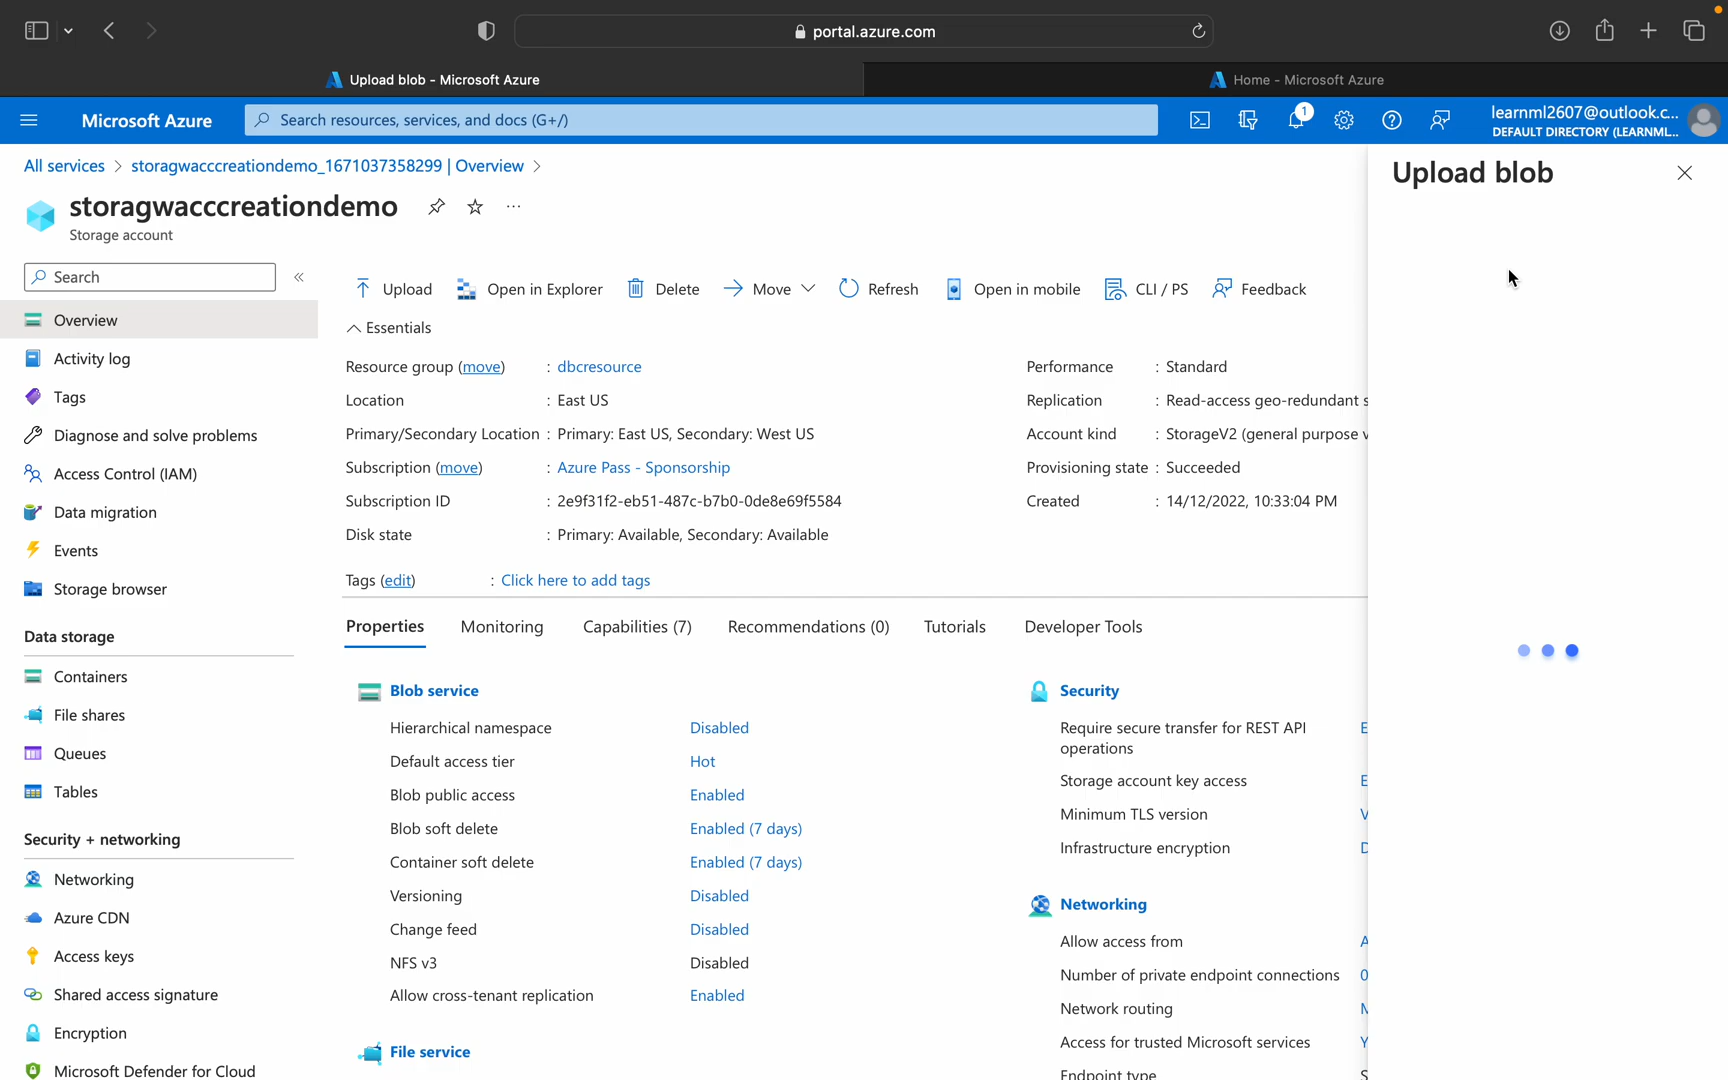 portal.azure.com
Upload blob - Microsoft Azure
Home - Microsoft Azure
Microsoft Azure
Search resources, services, and docs (G+/)
1
learnml2607@outlook.c...
DEFAULT DIRECTORY (LEARNML...
All services > storagwacccreationdemo_1671037358299 | Overview >
storagwacccreationdemo
Storage account
Upload blob
Search
Overview
Activity log
Tags
Diagnose and solve problems
Access Control (IAM)
Data migration
Events
Storage browser
Data storage
Containers
File shares
Queues
Tables
Security + networking
Networking
Azure CDN
Access keys
Shared access signature
Encryption
Microsoft Defender for Cloud
Upload
Open in Explorer
Delete
Move
Refresh
Open in mobile
CLI / PS
Feedback
Essentials
Resource group (move) : dbcresource
Location : East US
Primary/Secondary Location : Primary: East US, Secondary: West US
Subscription (move) : Azure Pass - Sponsorship
Subscription ID : 2e9f31f2-eb51-487c-b7b0-0de8e69f5584
Disk state : Primary: Available, Secondary: Available
Tags (edit) : Click here to add tags
Performance : Standard
Replication : Read-access geo-redundant s
Account kind : StorageV2 (general purpose v
Provisioning state : Succeeded
Created : 14/12/2022, 10:33:04 PM
Properties
Monitoring
Capabilities (7)
Recommendations (0)
Tutorials
Developer Tools
Blob service
Hierarchical namespace Disabled
Default access tier Hot
Blob public access Enabled
Blob soft delete Enabled (7 days)
Container soft delete Enabled (7 days)
Versioning Disabled
Change feed Disabled
NFS v3 Disabled
Allow cross-tenant replication Enabled
File service
Security
Require secure transfer for REST API
operations
Storage account key access
Minimum TLS version
Infrastructure encryption
Networking
Allow access from
Number of private endpoint connections 0
Network routing
Access for trusted Microsoft services
Endpoint type